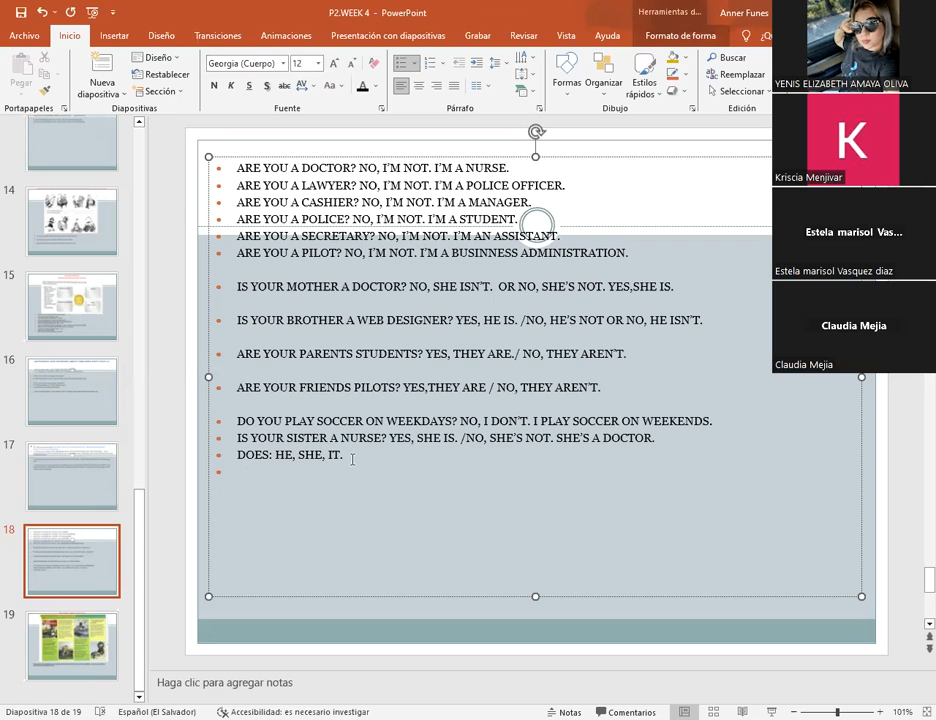 P2.WEEK 4 - PowerPoint
Herramientas d...
Anner Funes
Archivo Inicio Insertar Diseño Transiciones Animaciones Presentación con diapositivas Grabar Revisar Vista Ayuda Formato de forma
Pegar
Nueva diapositiva
Diseño
Restablecer
Sección
Georgia (Cuerpo) 12
N K S S abc AV Aa A
Formas Organizar Estilos rápidos
Buscar
Reemplazar
Seleccionar
Portapapeles Diapositivas Fuente Párrafo Dibujo Edición
YENIS ELIZABETH AMAYA OLIVA
K
Kriscia Menjivar
Estela marisol Vas...
Estela marisol Vasquez diaz
Claudia Mejia
Claudia Mejia
14
15
16
17
18
19
ARE YOU A DOCTOR? NO, I'M NOT. I'M A NURSE.
ARE YOU A LAWYER? NO, I'M NOT. I'M A POLICE OFFICER.
ARE YOU A CASHIER? NO, I'M NOT. I'M A MANAGER.
ARE YOU A POLICE? NO, I'M NOT. I'M A STUDENT.
ARE YOU A SECRETARY? NO, I'M NOT. I'M AN ASSISTANT.
ARE YOU A PILOT? NO, I'M NOT. I'M A BUSINNESS ADMINISTRATION.
IS YOUR MOTHER A DOCTOR? NO, SHE ISN'T. OR NO, SHE'S NOT. YES,SHE IS.
IS YOUR BROTHER A WEB DESIGNER? YES, HE IS. /NO, HE'S NOT OR NO, HE ISN'T.
ARE YOUR PARENTS STUDENTS? YES, THEY ARE./ NO, THEY AREN'T.
ARE YOUR FRIENDS PILOTS? YES,THEY ARE / NO, THEY AREN'T.
DO YOU PLAY SOCCER ON WEEKDAYS? NO, I DON'T. I PLAY SOCCER ON WEEKENDS.
IS YOUR SISTER A NURSE? YES, SHE IS. /NO, SHE'S NOT. SHE'S A DOCTOR.
DOES: HE, SHE, IT.
Haga clic para agregar notas
Diapositiva 18 de 19 Español (El Salvador) Accesibilidad: es necesario investigar Notas Comentarios 101%